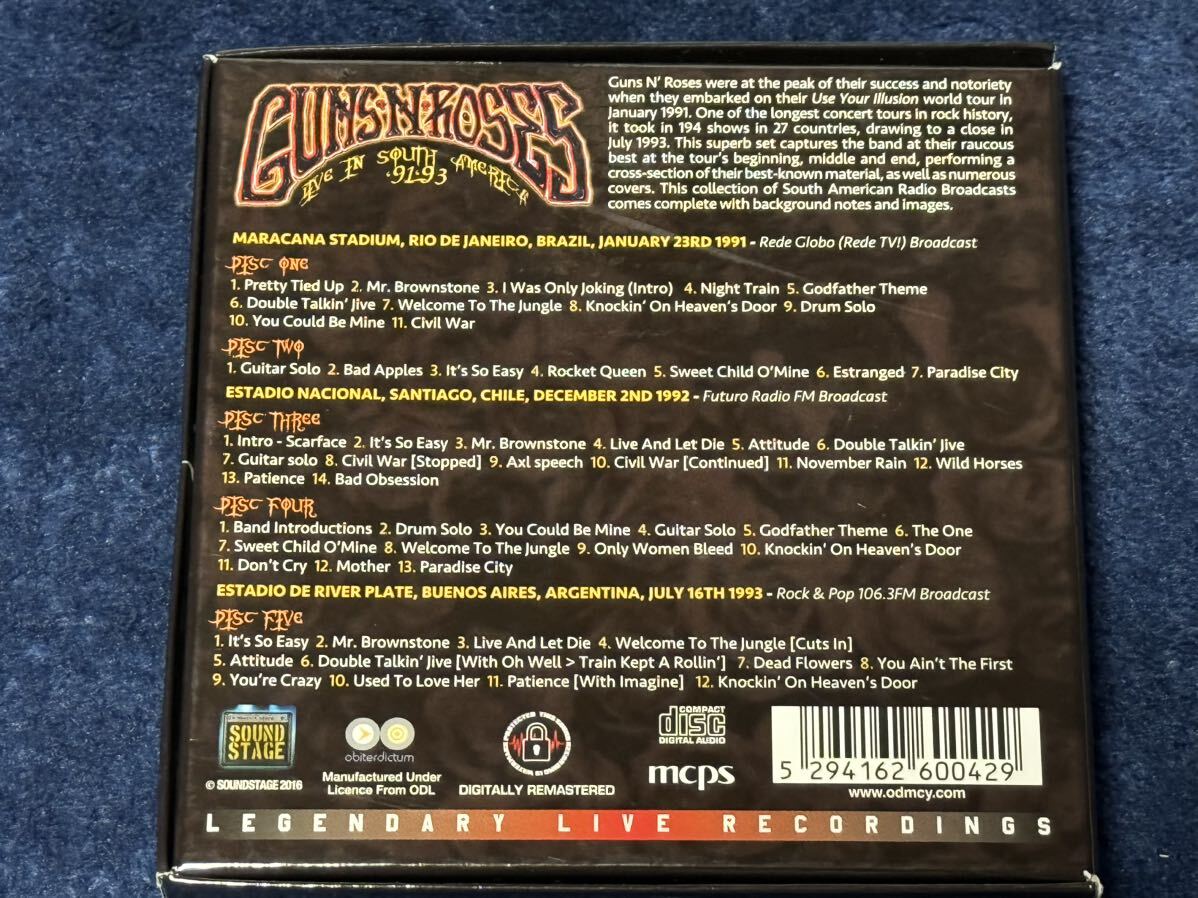 GUNS N' ROSES
LIVE IN SOUTH AMERICA
91-93
Guns N' Roses were at the peak of their success and notoriety
when they embarked on their Use Your Illusion world tour in
January 1991. One of the longest concert tours in rock history,
it took in 194 shows in 27 countries, drawing to a close in
July 1993. This superb set captures the band at their raucous
best at the tour's beginning, middle and end, performing a
cross-section of their best-known material, as well as numerous
covers. This collection of South American Radio Broadcasts
comes complete with background notes and images.
MARACANA STADIUM, RIO DE JANEIRO, BRAZIL, JANUARY 23RD 1991 - Rede Globo (Rede TV!) Broadcast
DISC ONE
1. Pretty Tied Up 2. Mr. Brownstone 3. I Was Only Joking (Intro) 4. Night Train 5. Godfather Theme
6. Double Talkin' Jive 7. Welcome To The Jungle 8. Knockin' On Heaven's Door 9. Drum Solo
10. You Could Be Mine 11. Civil War
DISC TWO
1. Guitar Solo 2. Bad Apples 3. It's So Easy 4. Rocket Queen 5. Sweet Child O'Mine 6. Estranged 7. Paradise City
ESTADIO NACIONAL, SANTIAGO, CHILE, DECEMBER 2ND 1992 - Futuro Radio FM Broadcast
DISC THREE
1. Intro - Scarface 2. It's So Easy 3. Mr. Brownstone 4. Live And Let Die 5. Attitude 6. Double Talkin' Jive
7. Guitar solo 8. Civil War [Stopped] 9. Axl speech 10. Civil War [Continued] 11. November Rain 12. Wild Horses
13. Patience 14. Bad Obsession
DISC FOUR
1. Band Introductions 2. Drum Solo 3. You Could Be Mine 4. Guitar Solo 5. Godfather Theme 6. The One
7. Sweet Child O'Mine 8. Welcome To The Jungle 9. Only Women Bleed 10. Knockin' On Heaven's Door
11. Don't Cry 12. Mother 13. Paradise City
ESTADIO DE RIVER PLATE, BUENOS AIRES, ARGENTINA, JULY 16TH 1993 - Rock & Pop 106.3FM Broadcast
DISC FIVE
1. It's So Easy 2. Mr. Brownstone 3. Live And Let Die 4. Welcome To The Jungle [Cuts In]
5. Attitude 6. Double Talkin' Jive [With Oh Well > Train Kept A Rollin'] 7. Dead Flowers 8. You Ain't The First
9. You're Crazy 10. Used To Love Her 11. Patience [With Imagine] 12. Knockin' On Heaven's Door
SOUND
STAGE
© SOUNDSTAGE 2016
obiterdictum
Manufactured Under
Licence From ODL
DIGITALLY REMASTERED
COMPACT
disc
DIGITAL AUDIO
mcps
5 294162 600429
www.odmcy.com
LEGENDARY LIVE RECORDINGS